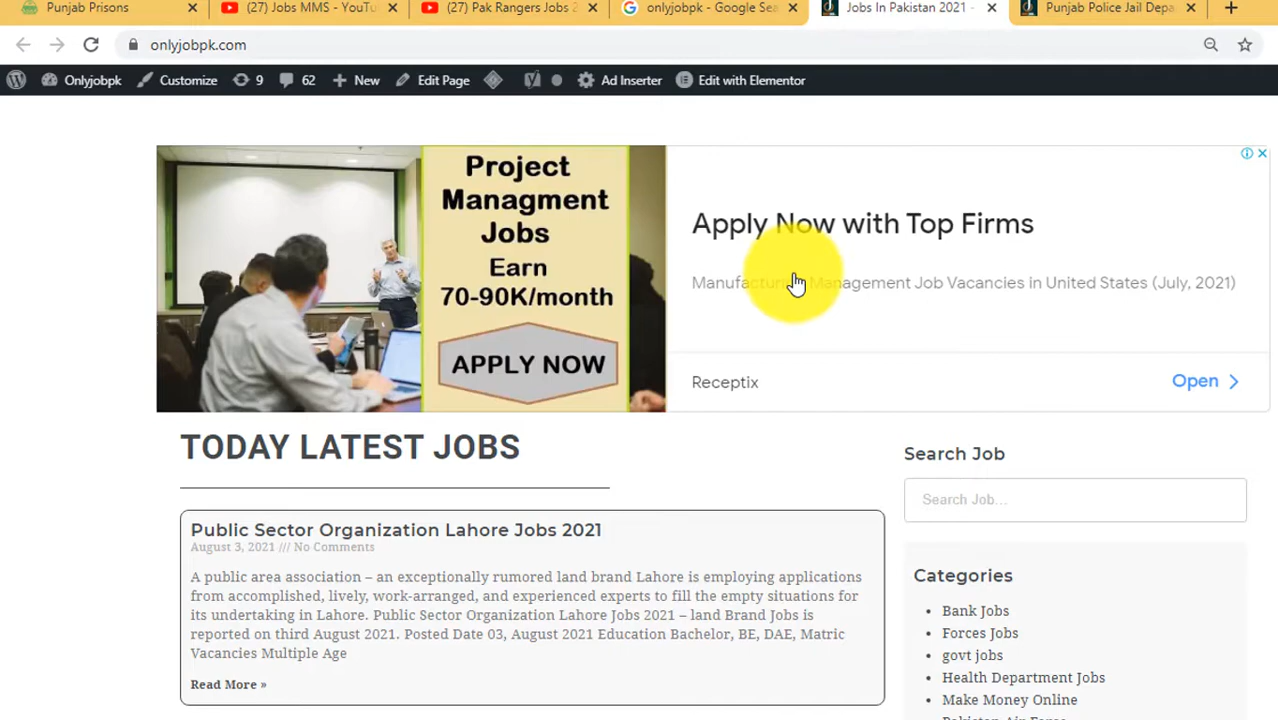 Punjab Prisons
(27) Jobs MMS - YouTu
(27) Pak Rangers Jobs 2
onlyjobpk - Google Sea
Jobs In Pakistan 2021 -
Punjab Police Jail Depa
onlyjobpk.com
Onlyjobpk
Customize
9
62
New
Edit Page
Ad Inserter
Edit with Elementor
Project
Managment
Jobs
Earn
70-90K/month
APPLY NOW
Apply Now with Top Firms
Manufacturing Management Job Vacancies in United States (July, 2021)
Receptix
Open
TODAY LATEST JOBS
Public Sector Organization Lahore Jobs 2021
August 3, 2021 /// No Comments
A public area association – an exceptionally rumored land brand Lahore is employing applications
from accomplished, lively, work-arranged, and experienced experts to fill the empty situations for
its undertaking in Lahore. Public Sector Organization Lahore Jobs 2021 – land Brand Jobs is
reported on third August 2021. Posted Date 03, August 2021 Education Bachelor, BE, DAE, Matric
Vacancies Multiple Age
Read More »
Search Job
Search Job...
Categories
Bank Jobs
Forces Jobs
govt jobs
Health Department Jobs
Make Money Online